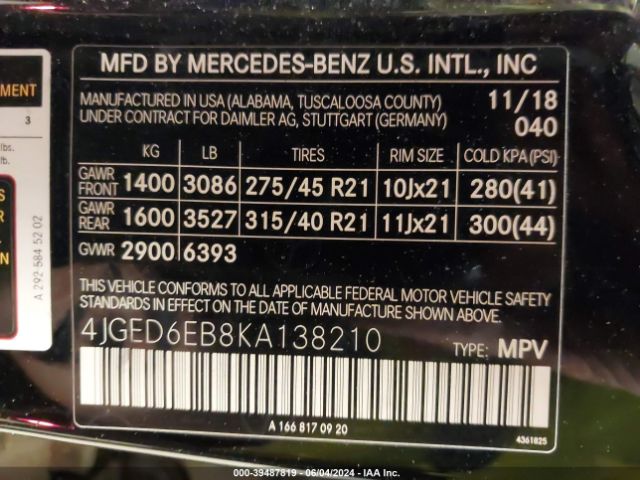 MENT
3
lbs.
lb.
A 292 584 52 02
MFD BY MERCEDES-BENZ U.S. INTL., INC
MANUFACTURED IN USA (ALABAMA, TUSCALOOSA COUNTY) 11/18
UNDER CONTRACT FOR DAIMLER AG, STUTTGART (GERMANY) 040
KG LB TIRES RIM SIZE COLD KPA(PSI)
GAWR FRONT 1400 3086 275/45 R21 10Jx21 280(41)
GAWR REAR 1600 3527 315/40 R21 11Jx21 300(44)
GVWR 2900 6393
THIS VEHICLE CONFORMS TO ALL APPLICABLE FEDERAL MOTOR VEHICLE SAFETY
STANDARDS IN EFFECT ON THE DATE OF MANUFACTURE SHOWN ABOVE
4JGED6EB8KA138210 TYPE: MPV
A 166 817 09 20
4361825
000-39487819 - 06/04/2024 - IAA Inc.